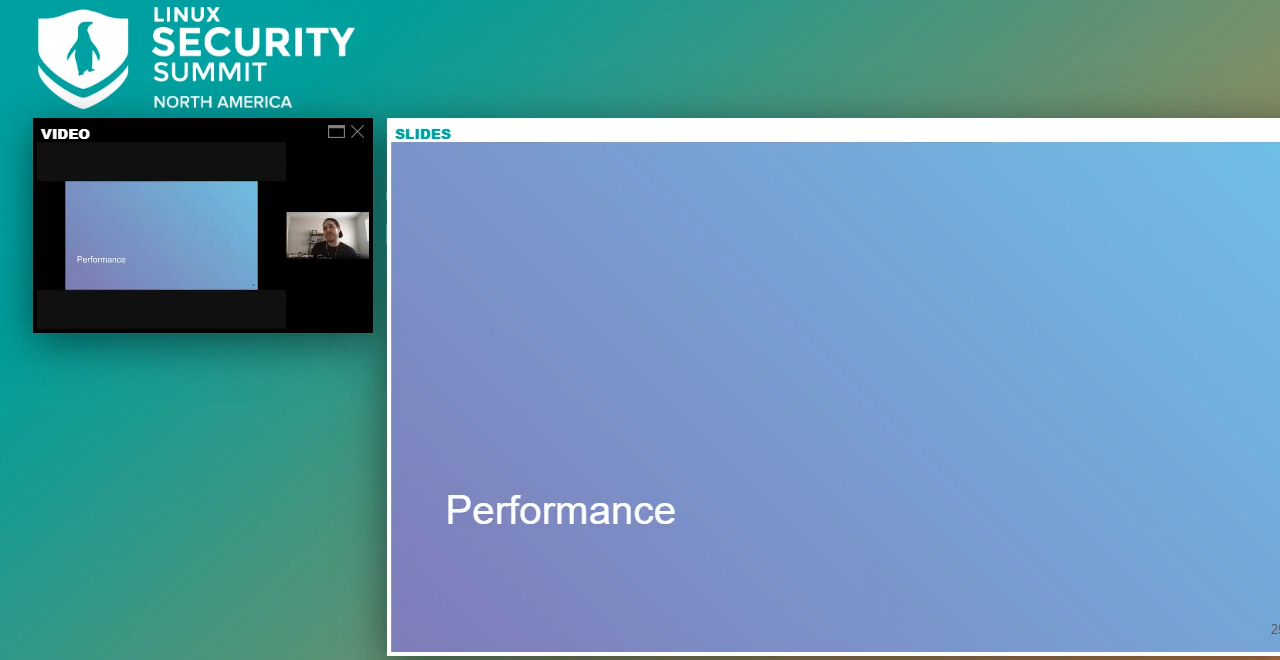 LINUX
SECURITY
SUMMIT
NORTH AMERICA
VIDEO
Performance
SLIDES
Performance